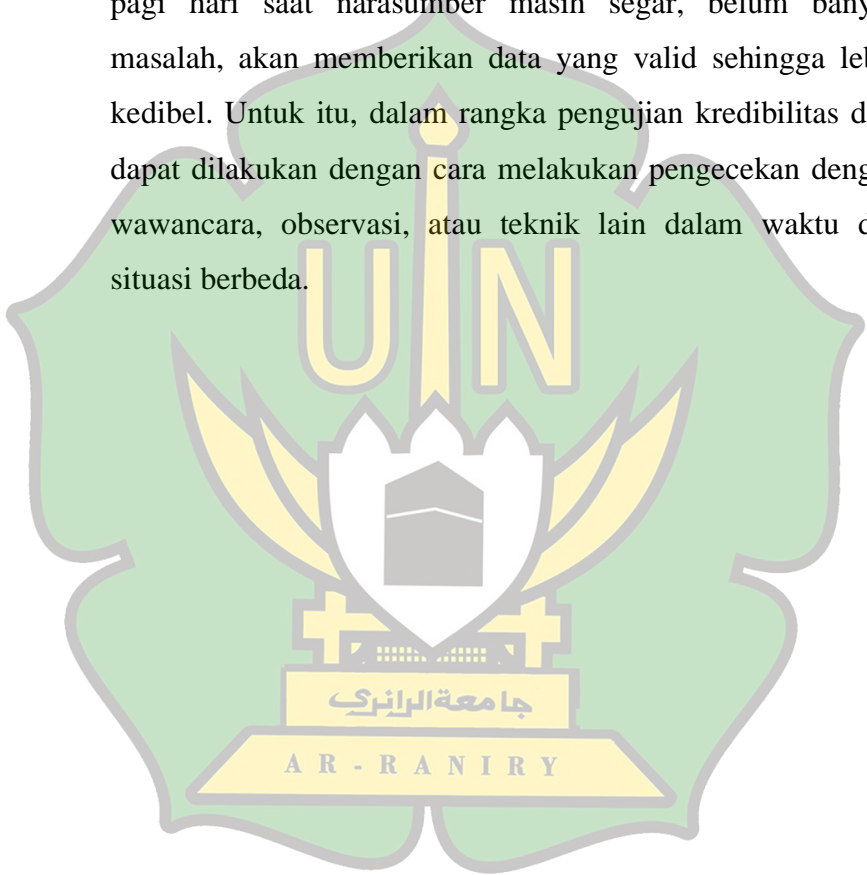 pagi hari saat narasumber masih segar, belum bany
masalah, akan memberikan data yang valid sehingga leb
kedibel. Untuk itu, dalam rangka pengujian kredibilitas da
dapat dilakukan dengan cara melakukan pengecekan deng
wawancara, observasi, atau teknik lain dalam waktu d
situasi berbeda.
UIN
جامعةالرانري
AR-RANIRY